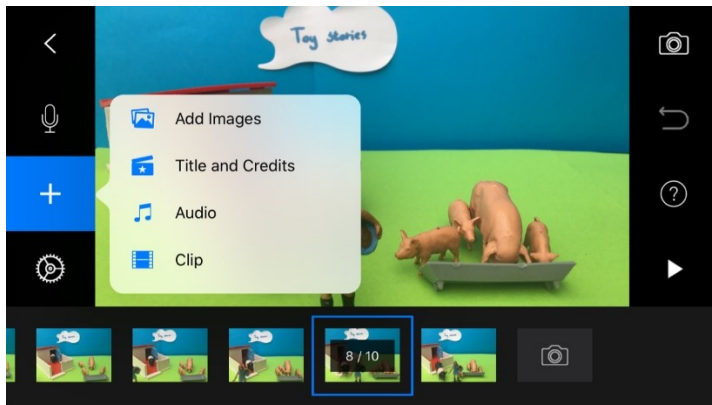 Toy stories
Add Images
Title and Credits
Audio
Clip
?
8 / 10